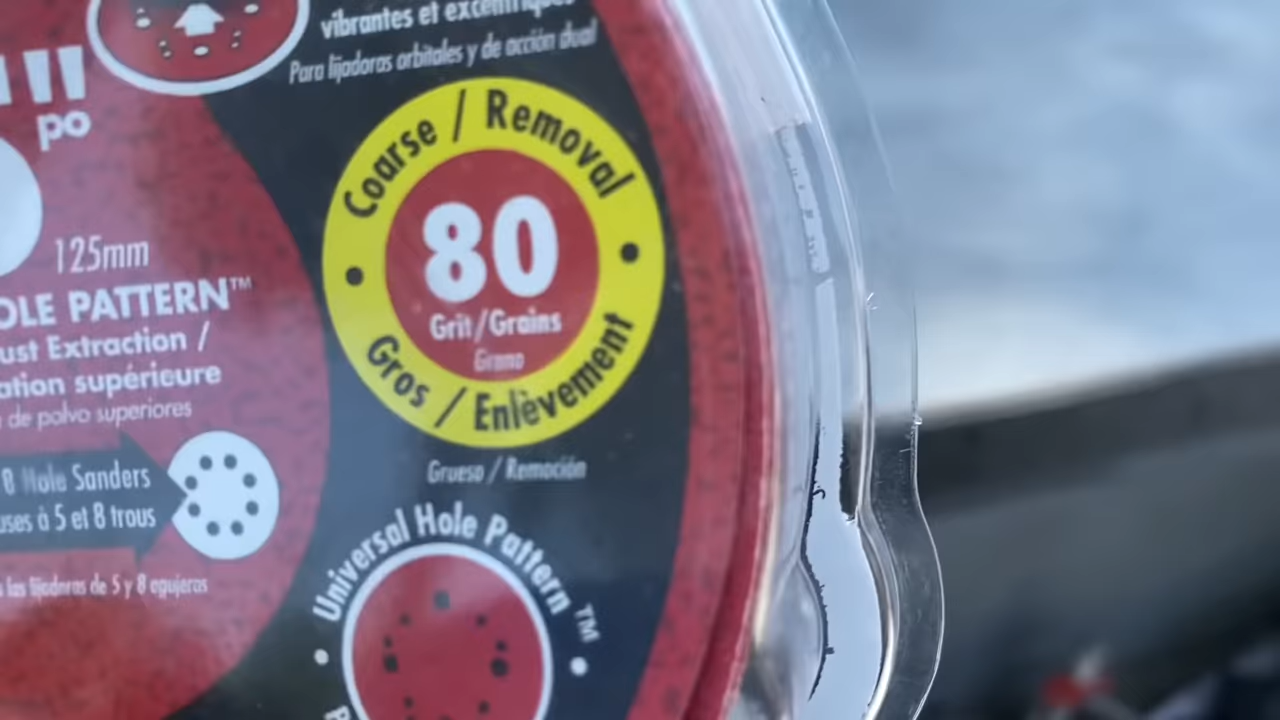 vibrantes et excentriques
Para lijadoras orbitales y de acción dual
po
Coarse / Removal
80
Grit/Grains
Grano
Gros / Enlèvement
Grueso / Remoción
125mm
OLE PATTERN™
ust Extraction /
ation supérieure
de polvo superiores
8 Hole Sanders
uses à 5 et 8 trous
las lijadoras de 5 y 8 agujeros
Universal Hole Pattern™